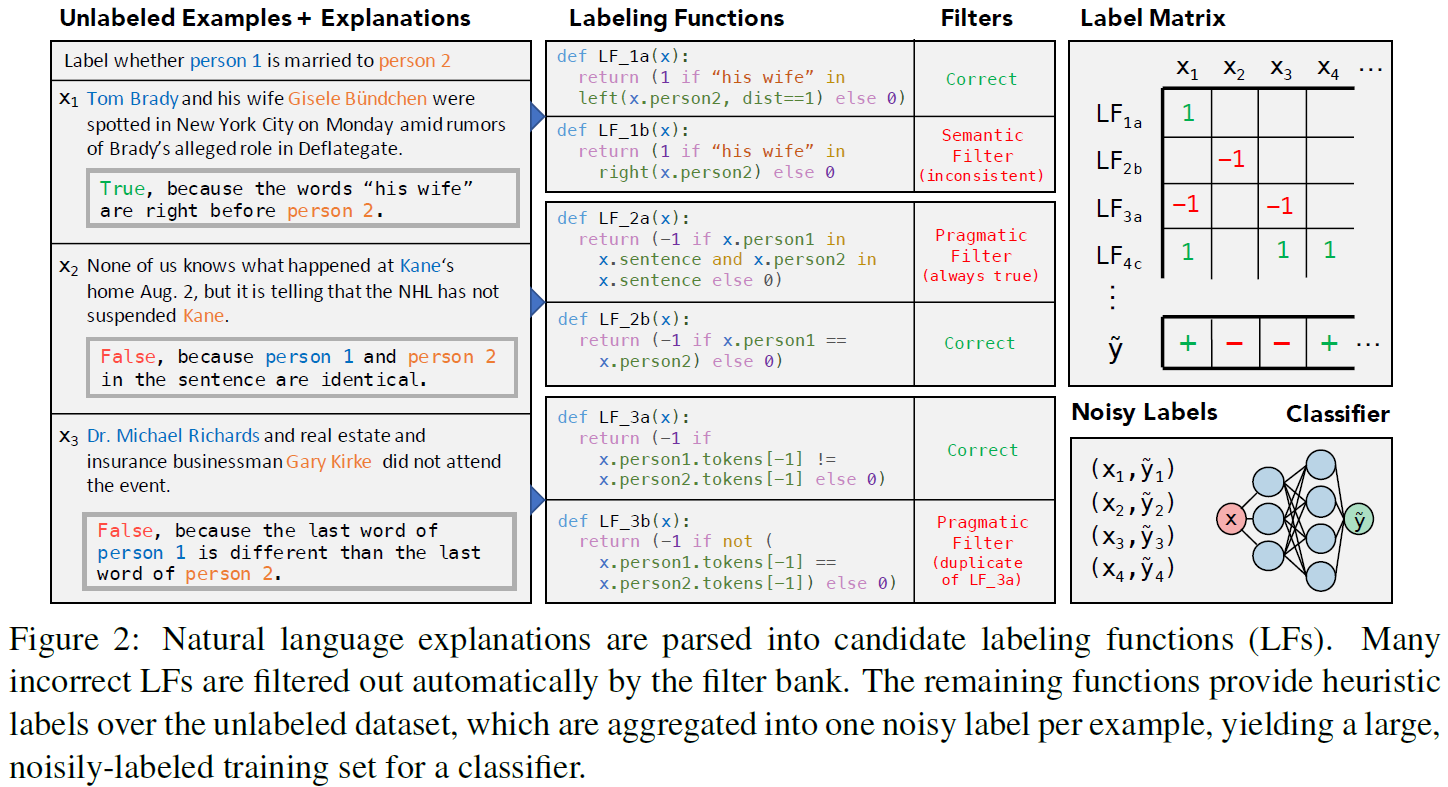 Unlabeled Examples + Explanations
Label whether person 1 is married to person 2
x1 Tom Brady and his wife Gisele Bündchen were
spotted in New York City on Monday amid rumors
of Brady's alleged role in Deflategate.
True, because the words “his wife”
are right before person 2.
x2 None of us knows what happened at Kane‘s
home Aug. 2, but it is telling that the NHL has not
suspended Kane.
False, because person 1 and person 2
in the sentence are identical.
x3 Dr. Michael Richards and real estate and
insurance businessman Gary Kirke did not attend
the event.
False, because the last word of
person 1 is different than the last
word of person 2.
Labeling Functions
Filters
def LF_1a(x):
return (1 if “his wife” in
left(x.person2, dist==1) else 0)
Correct
def LF_1b(x):
return (1 if “his wife” in
right(x.person2) else 0
Semantic
Filter
(inconsistent)
def LF_2a(x):
return (-1 if x.person1 in
x.sentence and x.person2 in
x.sentence else 0)
Pragmatic
Filter
(always true)
def LF_2b(x):
return (-1 if x.person1 ==
x.person2) else 0)
Correct
def LF_3a(x):
return (-1 if
x.person1.tokens[-1] !=
x.person2.tokens[-1] else 0)
Correct
def LF_3b(x):
return (-1 if not (
x.person1.tokens[-1] ==
x.person2.tokens[-1]) else 0)
Pragmatic
Filter
(duplicate
of LF_3a)
Label Matrix
x1 x2 x3 x4 ...
LF1a 1
LF2b -1
LF3a -1 -1
LF4c 1 1 1
⋮
ỹ + - - + ...
Noisy Labels
(x1,ỹ1)
(x2,ỹ2)
(x3,ỹ3)
(x4,ỹ4)
Classifier
x ỹ
Figure 2: Natural language explanations are parsed into candidate labeling functions (LFs). Many
incorrect LFs are filtered out automatically by the filter bank. The remaining functions provide heuristic
labels over the unlabeled dataset, which are aggregated into one noisy label per example, yielding a large,
noisily-labeled training set for a classifier.